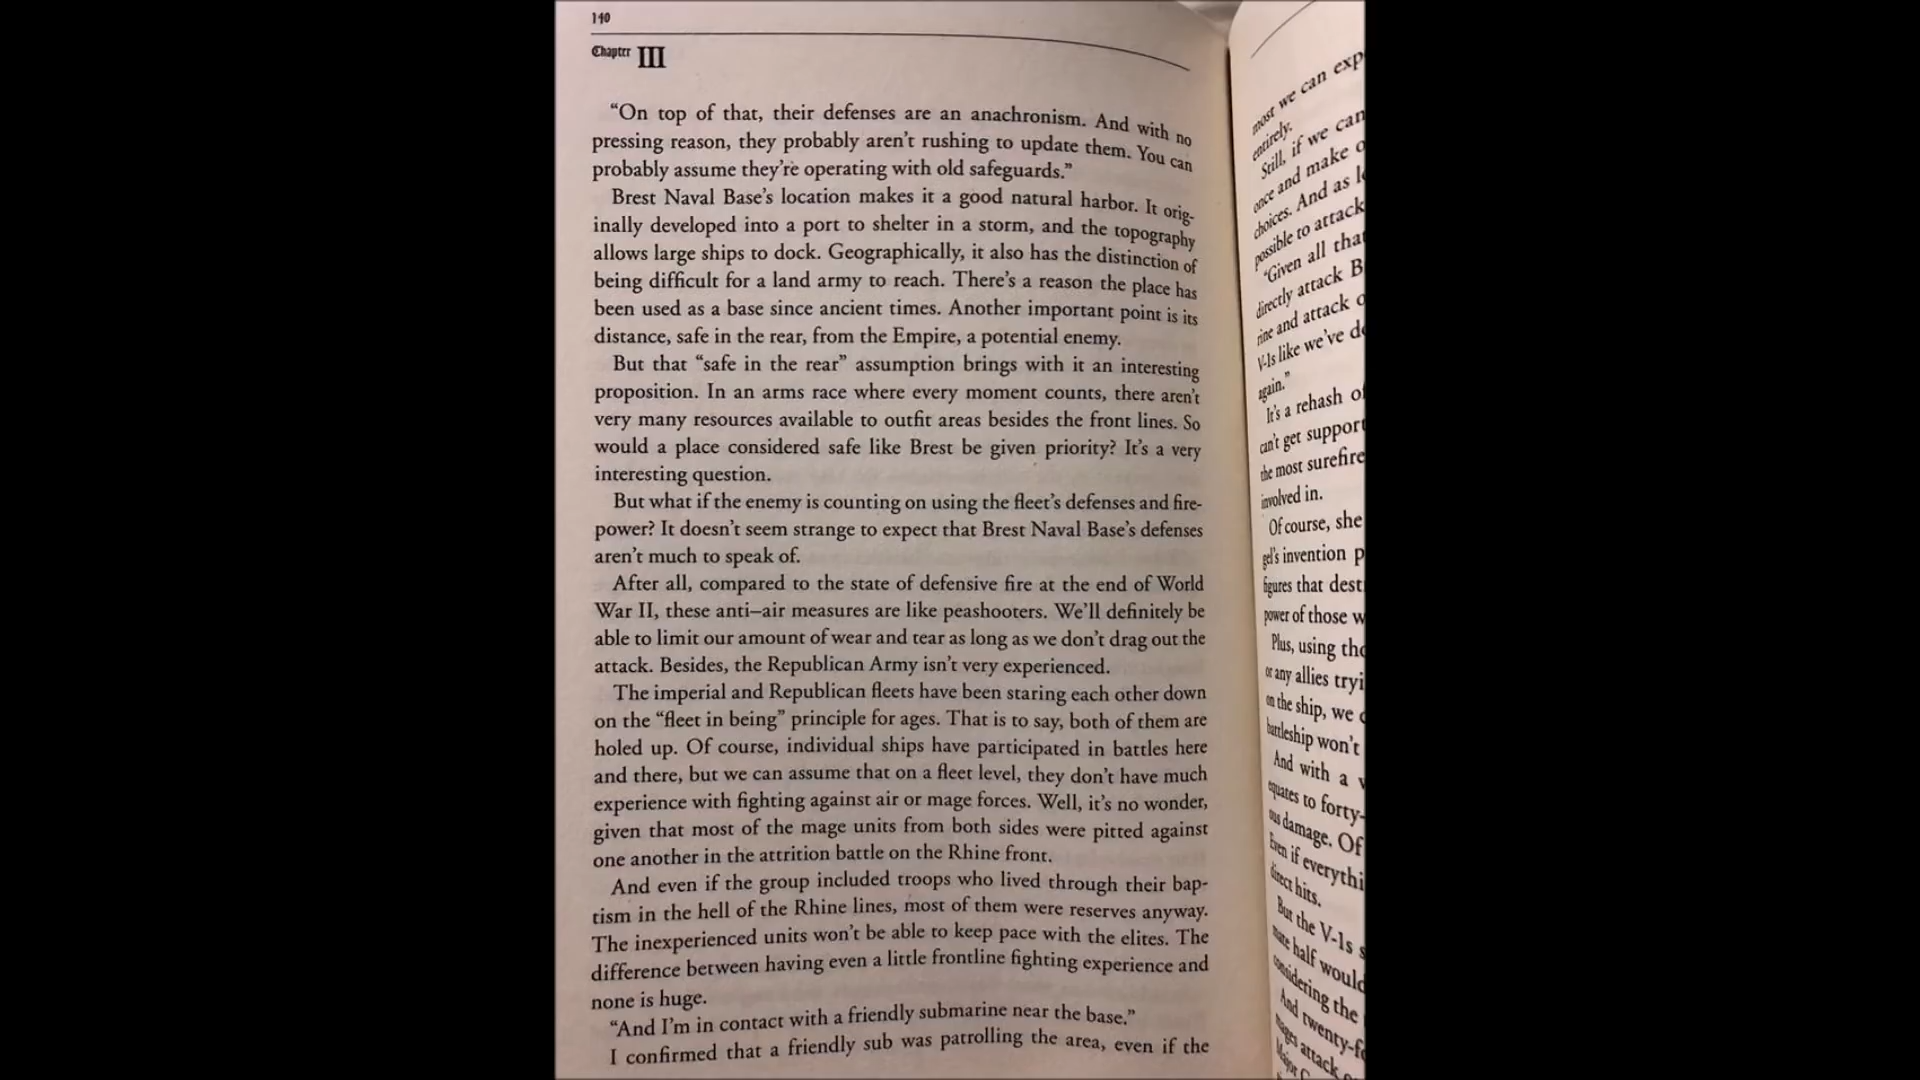 140
Chapter III
“On top of that, their defenses are an anachronism. And with no
pressing reason, they probably aren't rushing to update them. You can
probably assume they're operating with old safeguards.”
Brest Naval Base's location makes it a good natural harbor. It orig-
inally developed into a port to shelter in a storm, and the topography
allows large ships to dock. Geographically, it also has the distinction of
being difficult for a land army to reach. There's a reason the place has
been used as a base since ancient times. Another important point is its
distance, safe in the rear, from the Empire, a potential enemy.
But that “safe in the rear” assumption brings with it an interesting
proposition. In an arms race where every moment counts, there aren't
very many resources available to outfit areas besides the front lines. So
would a place considered safe like Brest be given priority? It's a very
interesting question.
But what if the enemy is counting on using the fleet's defenses and fire-
power? It doesn't seem strange to expect that Brest Naval Base's defenses
aren't much to speak of.
After all, compared to the state of defensive fire at the end of World
War II, these anti–air measures are like peashooters. We'll definitely be
able to limit our amount of wear and tear as long as we don't drag out the
attack. Besides, the Republican Army isn't very experienced.
The imperial and Republican fleets have been staring each other down
on the “fleet in being” principle for ages. That is to say, both of them are
holed up. Of course, individual ships have participated in battles here
and there, but we can assume that on a fleet level, they don't have much
experience with fighting against air or mage forces. Well, it's no wonder,
given that most of the mage units from both sides were pitted against
one another in the attrition battle on the Rhine front.
And even if the group included troops who lived through their bap-
tism in the hell of the Rhine lines, most of them were reserves anyway.
The inexperienced units won't be able to keep pace with the elites. The
difference between having even a little frontline fighting experience and
none is huge.
“And I'm in contact with a friendly submarine near the base.”
I confirmed that a friendly sub was patrolling the area, even if the
most we can exp
entirely.
Still, if we can
once and make o
choices. And as l
possible to attack
“Given all tha
directly attack B
rine and attack o
V-1s like we've d
again.”
It's a rehash of
can't get support
the most surefire
involved in.
Of course, she
gel's invention p
figures that dest
power of those w
Plus, using tho
or any allies tryi
on the ship, we c
battleship won't
And with a v
equates to forty-
ous damage. Of
Even if everythi
direct hits.
But the V-1s s
mate half would
considering the
And twenty-fo
mages attack
Major